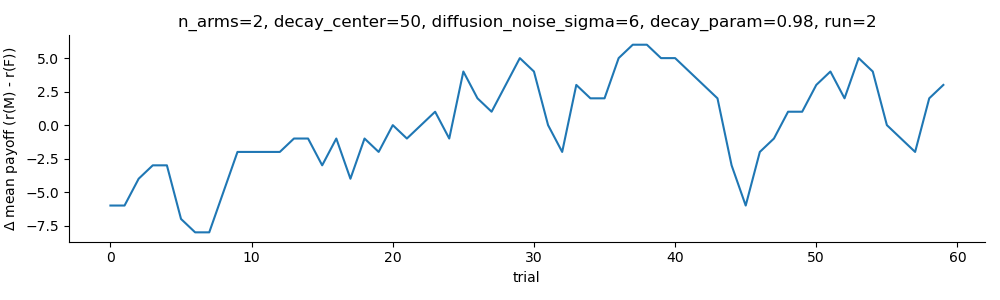 n_arms=2, decay_center=50, diffusion_noise_sigma=6, decay_param=0.98, run=2
Δ mean payoff (r(M) - r(F))
5.0
2.5
0.0
−2.5
−5.0
−7.5
0 10 20 30 40 50 60
trial